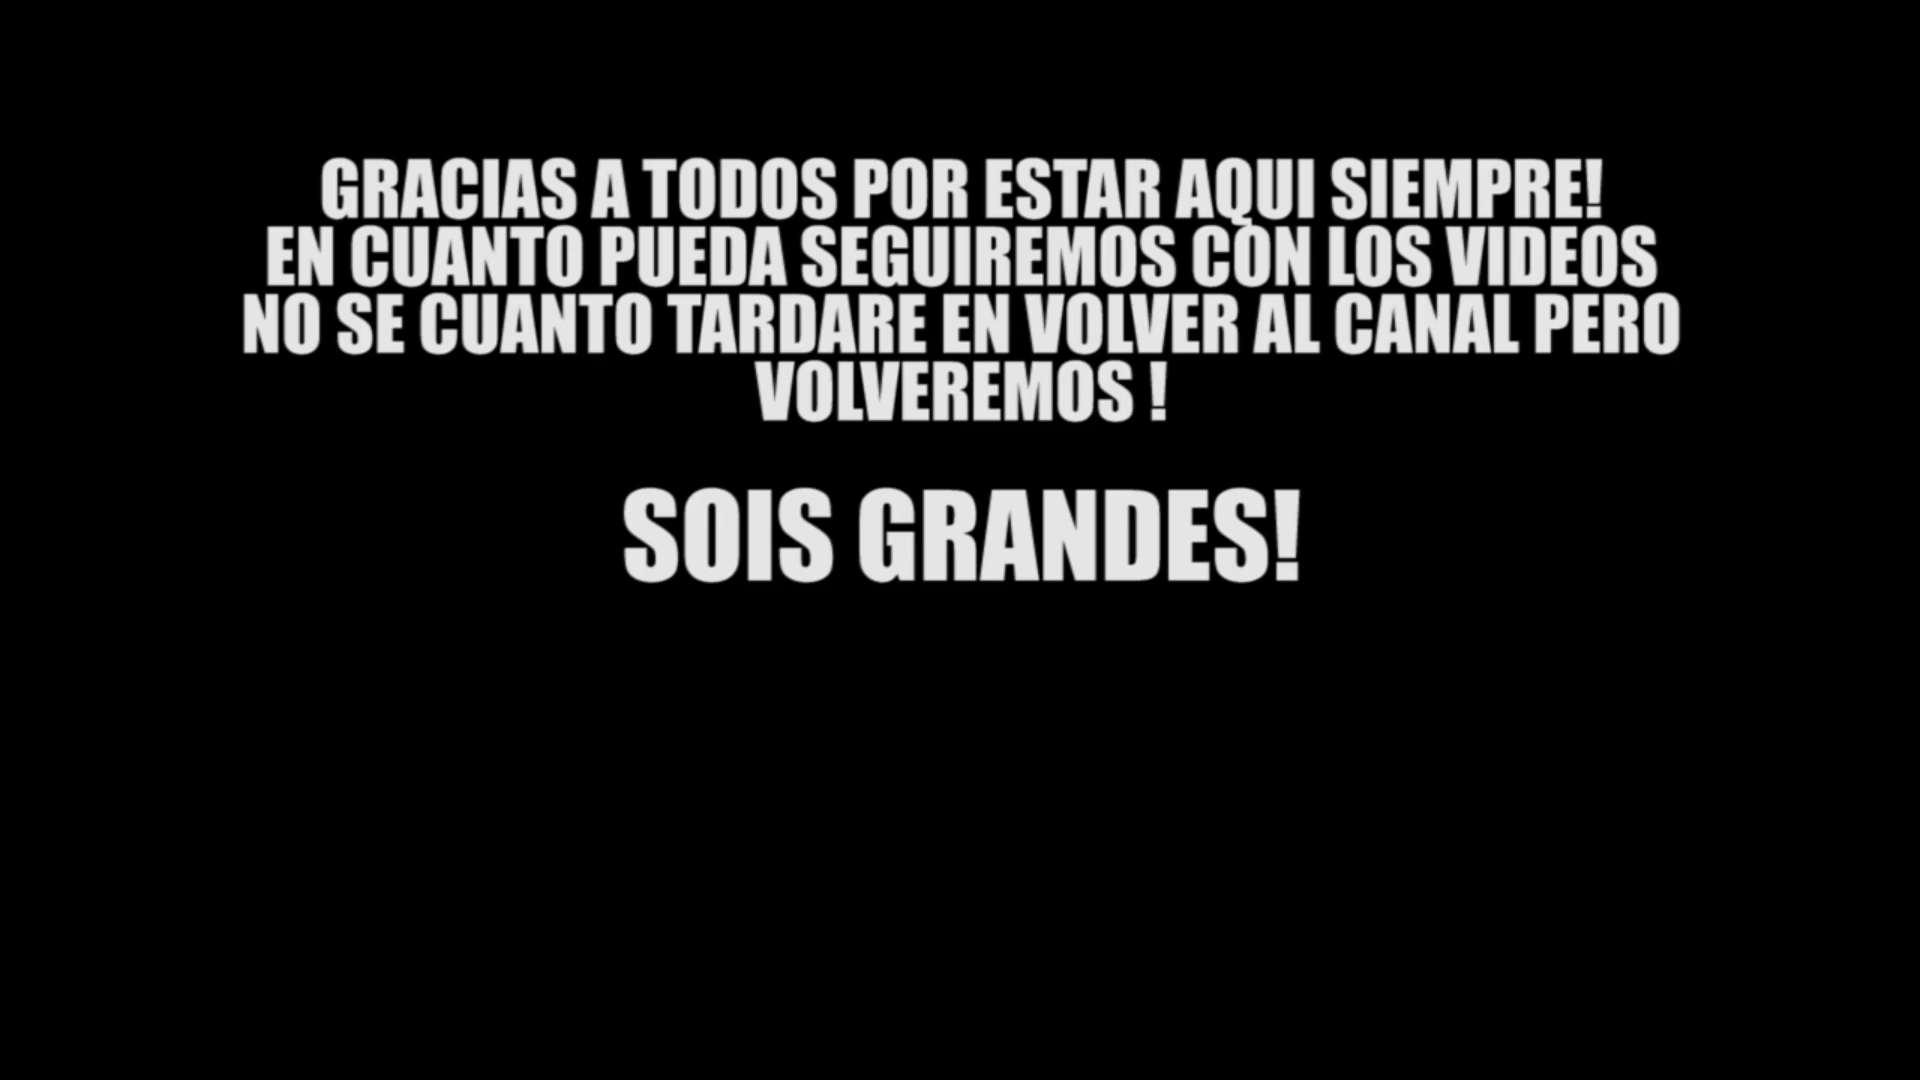 GRACIAS A TODOS POR ESTAR AQUI SIEMPRE!
EN CUANTO PUEDA SEGUIREMOS CON LOS VIDEOS
NO SE CUANTO TARDARE EN VOLVER AL CANAL PERO
VOLVEREMOS !
SOIS GRANDES!